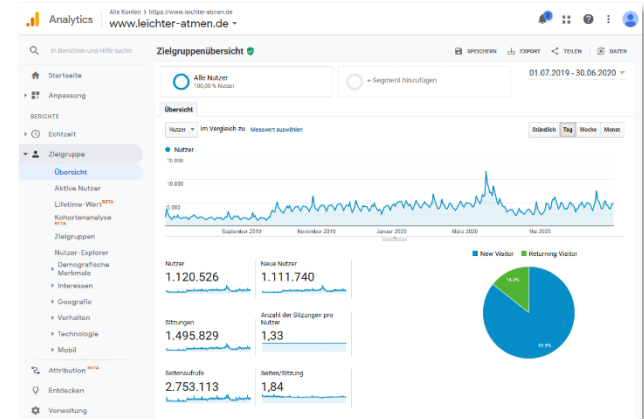 Analytics
Alle Konten > https://www.leichter-atmen.de
www.leichter-atmen.de
In Berichten und Hilfe suche
Startseite
Anpassung
BERICHTE
Echtzeit
Zielgruppe
Übersicht
Aktive Nutzer
Lifetime-Wert BETA
Kohortenanalyse
BETA
Zielgruppen
Nutzer-Explorer
Demografische
Merkmale
Interessen
Geografie
Verhalten
Technologie
Mobil
Attribution BETA
Entdecken
Verwaltung
Zielgruppenübersicht
SPEICHERN
EXPORT
TEILEN
DATEN
Alle Nutzer
100,00 % Nutzer
+ Segment hinzufügen
01.07.2019 - 30.06.2020
Übersicht
Nutzer
im Vergleich zu
Messwert auswählen
Stündlich Tag Woche Monat
Nutzer
15.000
10.000
5.000
September 2019 November 2019 Januar 2020 März 2020 Mai 2020
Nutzer
1.120.526
Neue Nutzer
1.111.740
Sitzungen
1.495.829
Anzahl der Sitzungen pro
Nutzer
1,33
Seitenaufrufe
2.753.113
Seiten/Sitzung
1,84
New Visitor Returning Visitor